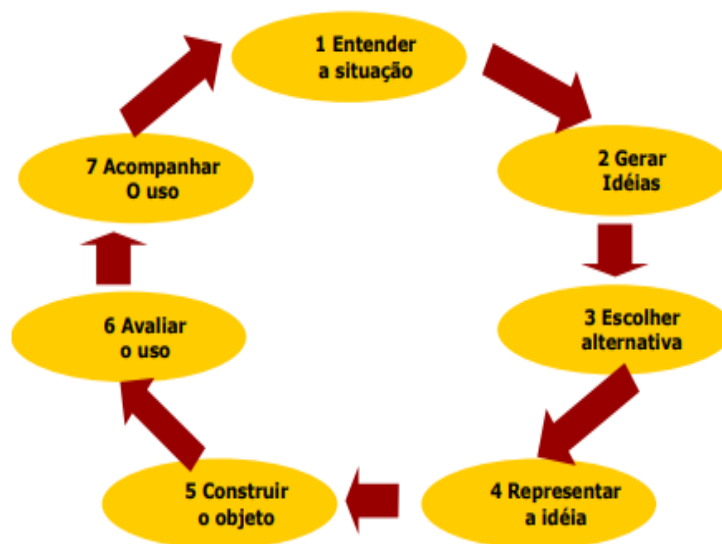 1 Entender
a situação
2 Gerar
Idéias
3 Escolher
alternativa
4 Representar
a idéia
5 Construir
o objeto
6 Avaliar
o uso
7 Acompanhar
O uso